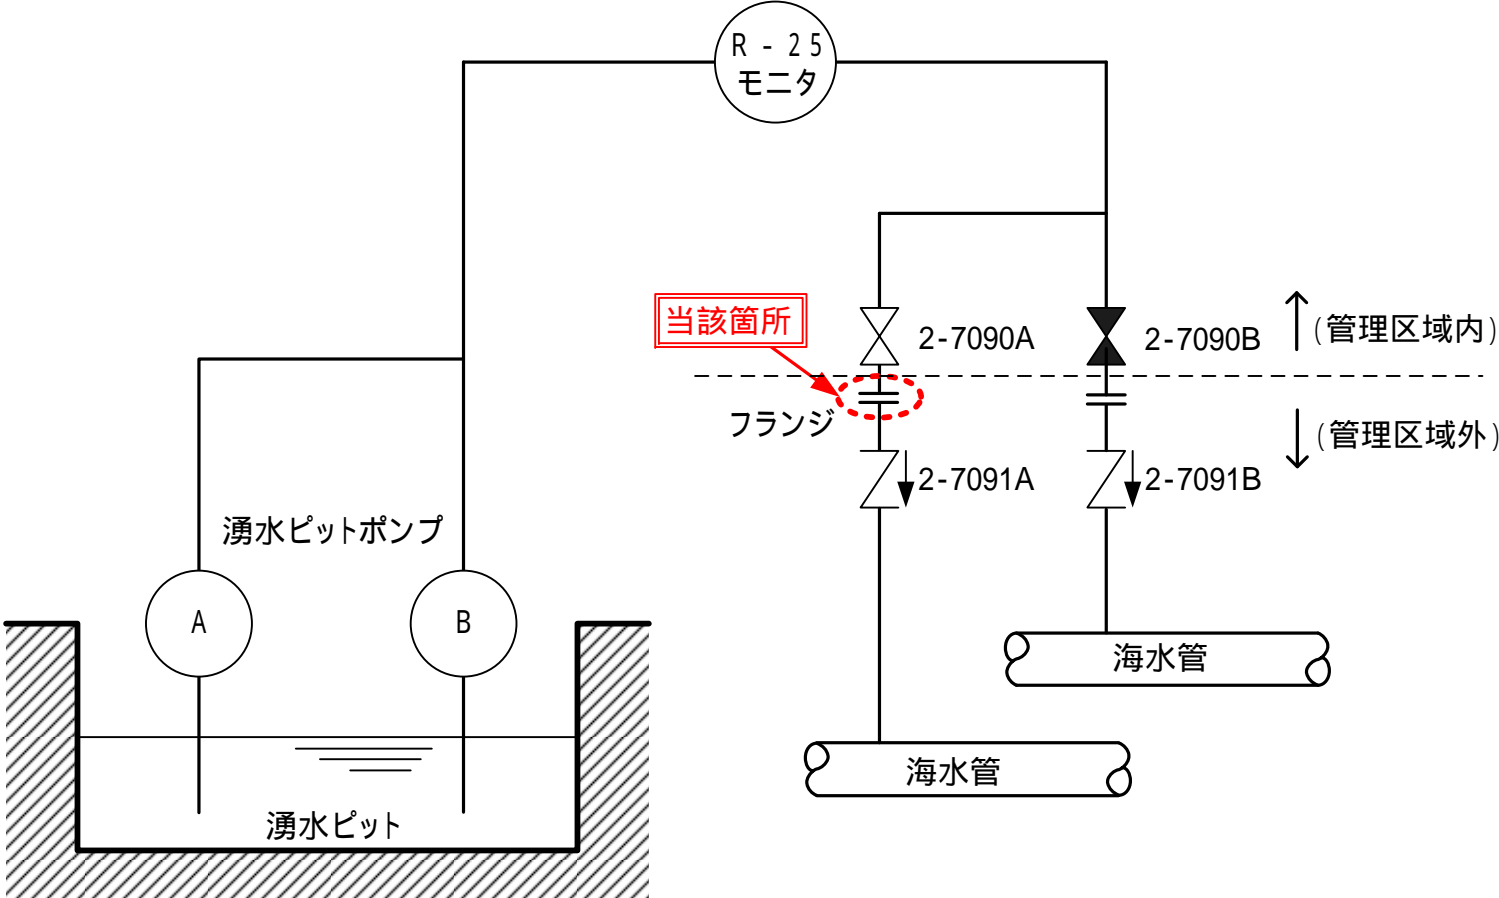 R-25
モニタ
当該箇所
2-7090A
2-7090B
(管理区域内)
フランジ
(管理区域外)
2-7091A
2-7091B
湧水ピットポンプ
A
B
海水管
海水管
湧水ピット